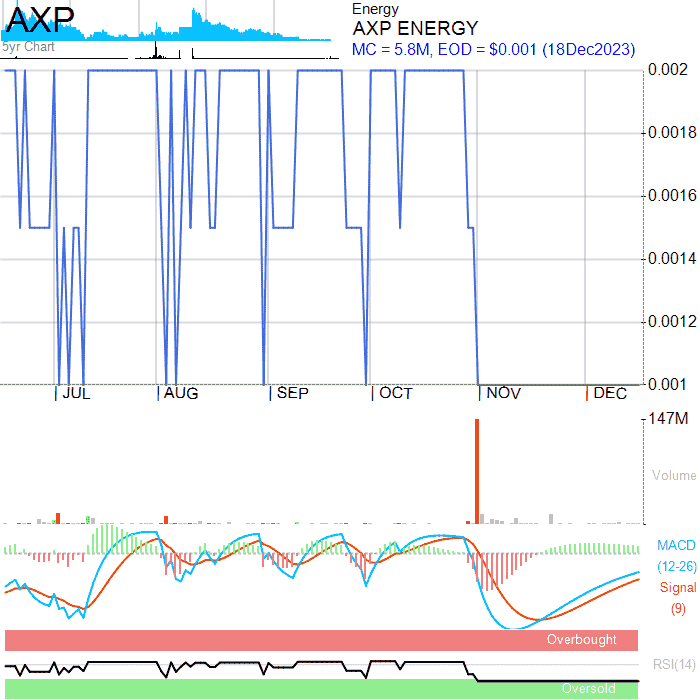 AXP
Energy
AXP ENERGY
5yr Chart
MC = 5.8M, EOD = $0.001 (18Dec2023)
0.002
0.0018
0.0016
0.0014
0.0012
0.001
JUL AUG SEP OCT NOV DEC
147M
Volume
MACD
(12-26)
Signal
(9)
Overbought
RSI(14)
Oversold